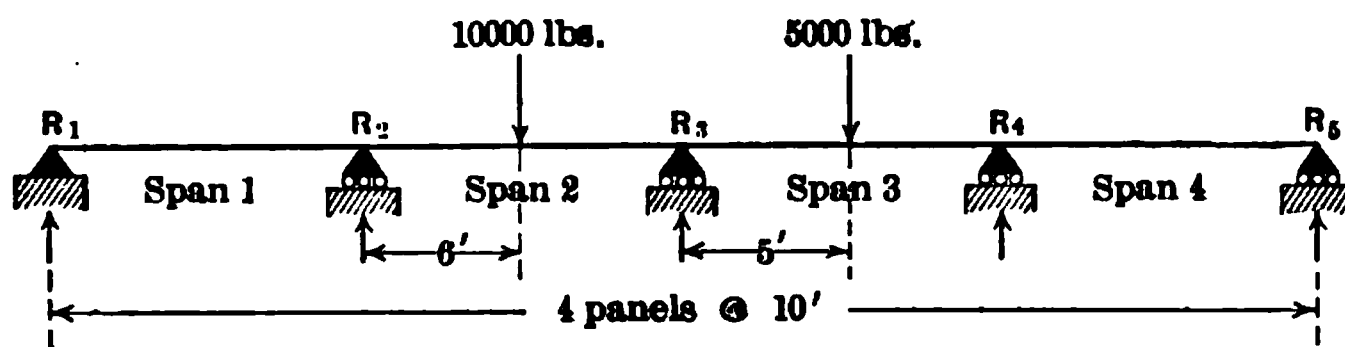 10000 lbs. 5000 lbs.
R₁ R₂ R₃ R₄ R₅
Span 1 Span 2 Span 3 Span 4
6′ 5′
4 panels @ 10′